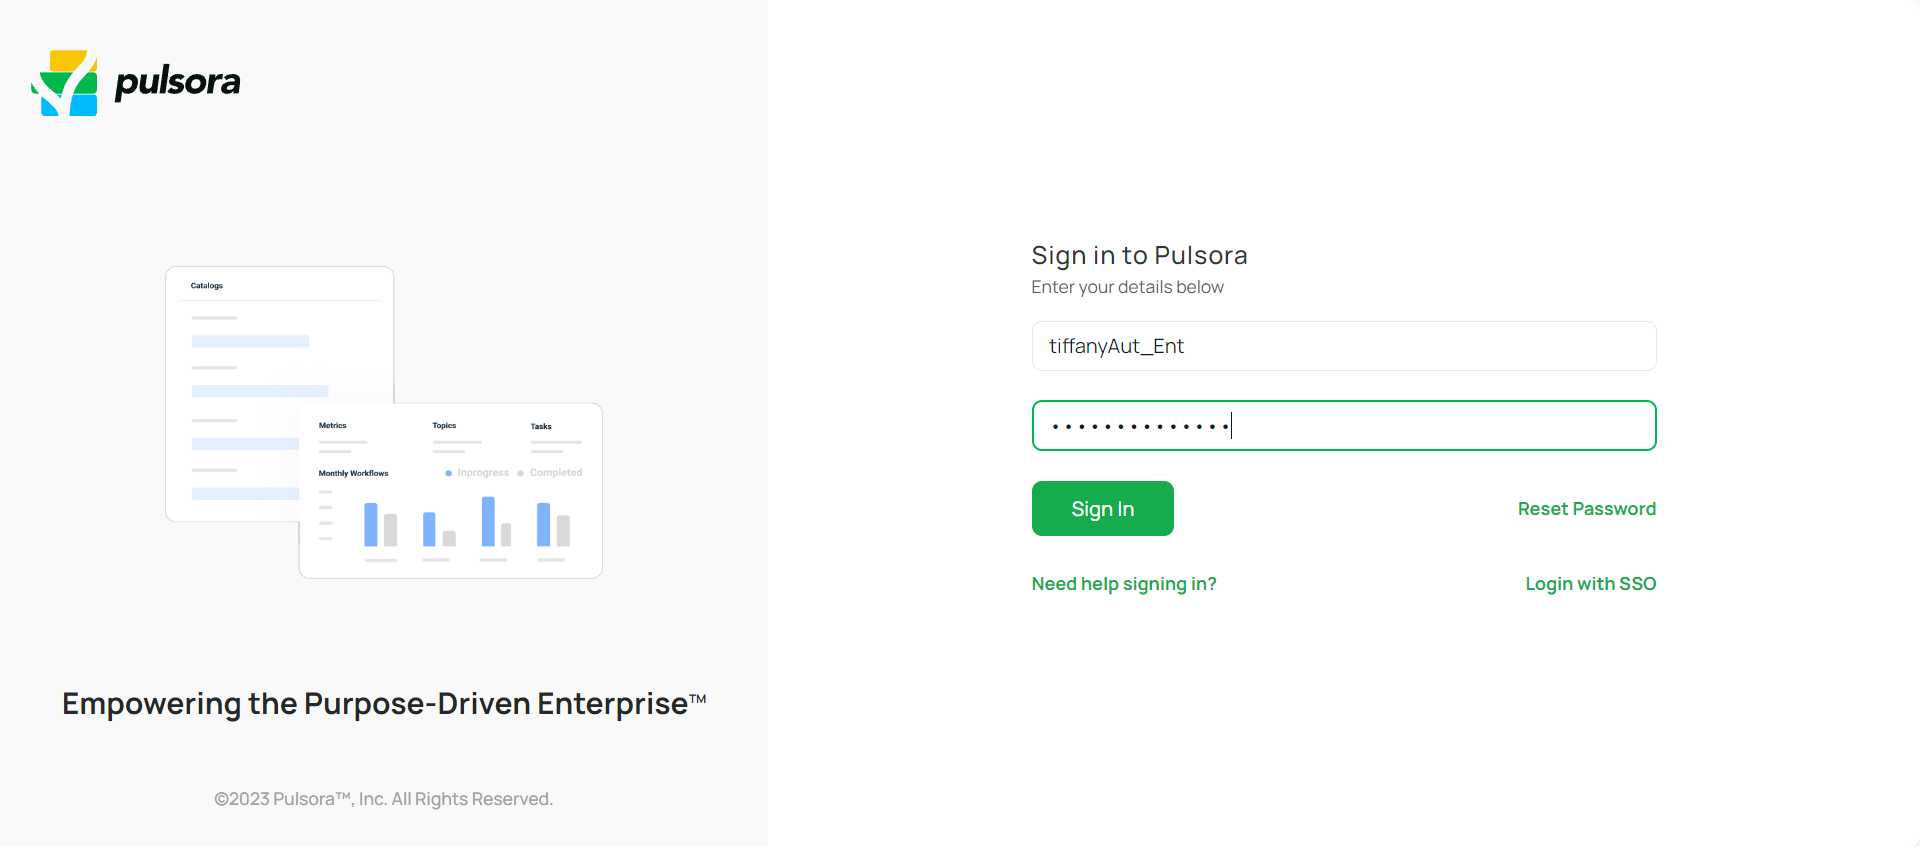 pulsora
Catalogs
Metrics
Topics
Tasks
Monthly Workflows
Inprogress
Completed
Empowering the Purpose-Driven Enterprise™
©2023 Pulsora™, Inc. All Rights Reserved.
Sign in to Pulsora
Enter your details below
tiffanyAut_Ent
••••••••••••••
Sign In
Reset Password
Need help signing in?
Login with SSO